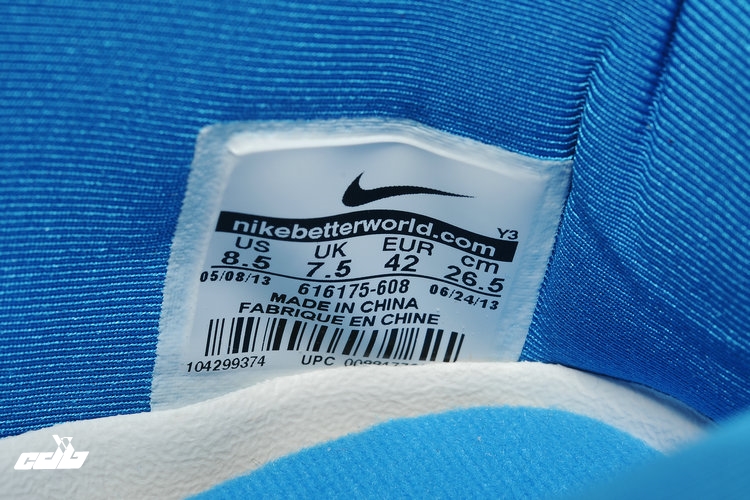 nikebetterworld.com Y3
US UK EUR cm
8.5 7.5 42 26.5
05/08/13 616175-608 06/24/13
MADE IN CHINA
FABRIQUE EN CHINE
104299374 UPC
cdb